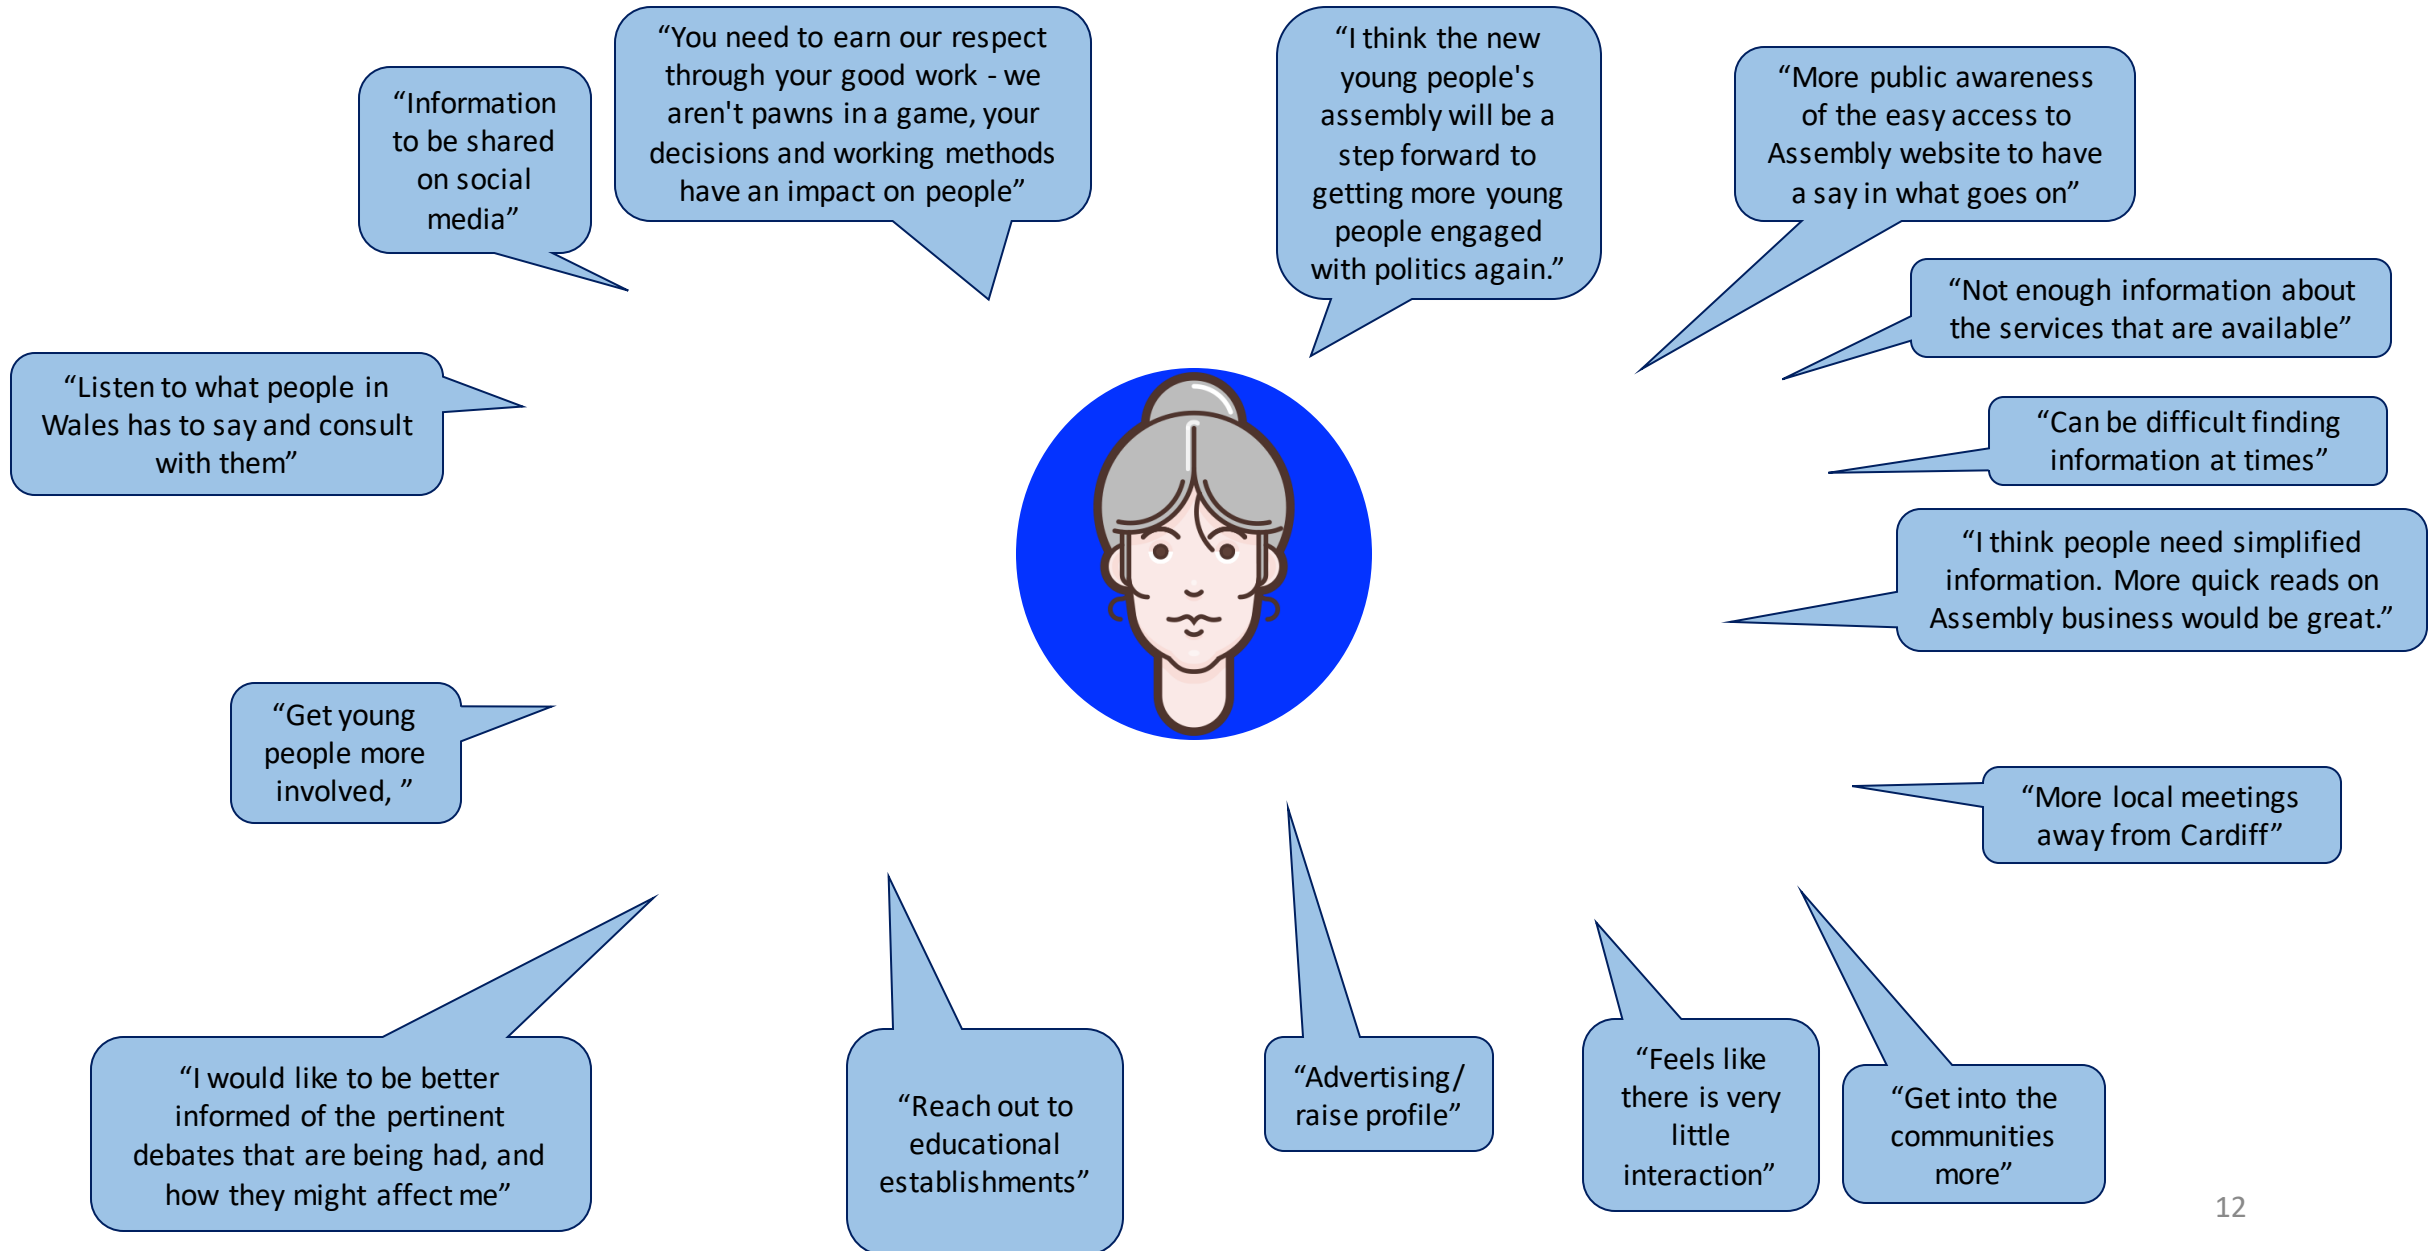 “Information
to be shared
on social
media”
“You need to earn our respect
through your good work - we
aren't pawns in a game, your
decisions and working methods
have an impact on people”
“I think the new
young people's
assembly will be a
step forward to
getting more young
people engaged
with politics again.”
“More public awareness
of the easy access to
Assembly website to have
a say in what goes on”
“Not enough information about
the services that are available”
“Listen to what people in
Wales has to say and consult
with them”
“Can be difficult finding
information at times”
“I think people need simplified
information. More quick reads on
Assembly business would be great.”
“Get young
people more
involved, ”
“More local meetings
away from Cardiff”
“I would like to be better
informed of the pertinent
debates that are being had, and
how they might affect me”
“Reach out to
educational
establishments”
“Advertising/
raise profile”
“Feels like
there is very
little
interaction”
“Get into the
communities
more”
12